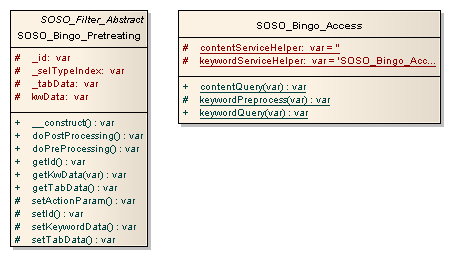 SOSO_Filter_Abstract
SOSO_Bingo_Pretreating
# _id: var
# _selTypeIndex: var
# _tabData: var
# kwData: var
+ __construct() : var
+ doPostProcessing() : var
+ doPreProcessing() : var
+ getId() : var
+ getKwData(var) : var
+ getTabData() : var
# setActionParam() : var
# setId() : var
# setKeywordData() : var
# setTabData() : var
SOSO_Bingo_Access
# contentServiceHelper: var = ''
# keywordServiceHelper: var = 'SOSO_Bingo_Acc...
+ contentQuery(var) : var
# keywordPreprocess(var) : var
+ keywordQuery(var) : var